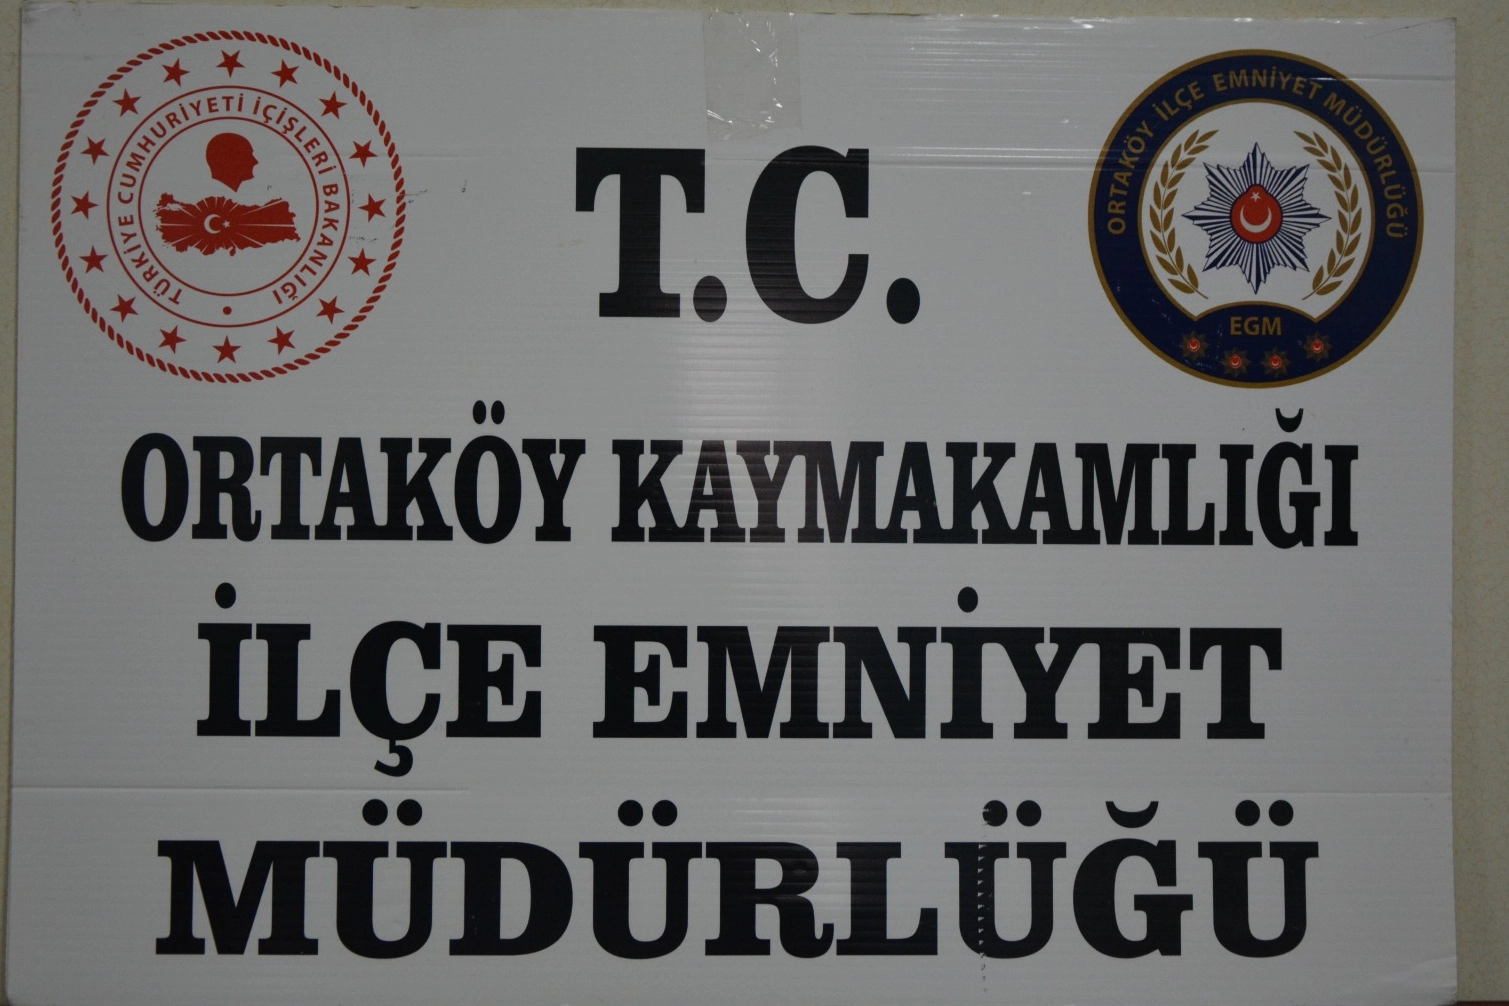 TÜRKİYE CUMHURİYETİ İÇİŞLERİ BAKANLIĞI
ORTAKÖY İLÇE EMNİYET MÜDÜRLÜĞÜ
EGM
T.C.
ORTAKÖY KAYMAKAMLIĞI
İLÇE EMNİYET
MÜDÜRLÜĞÜ